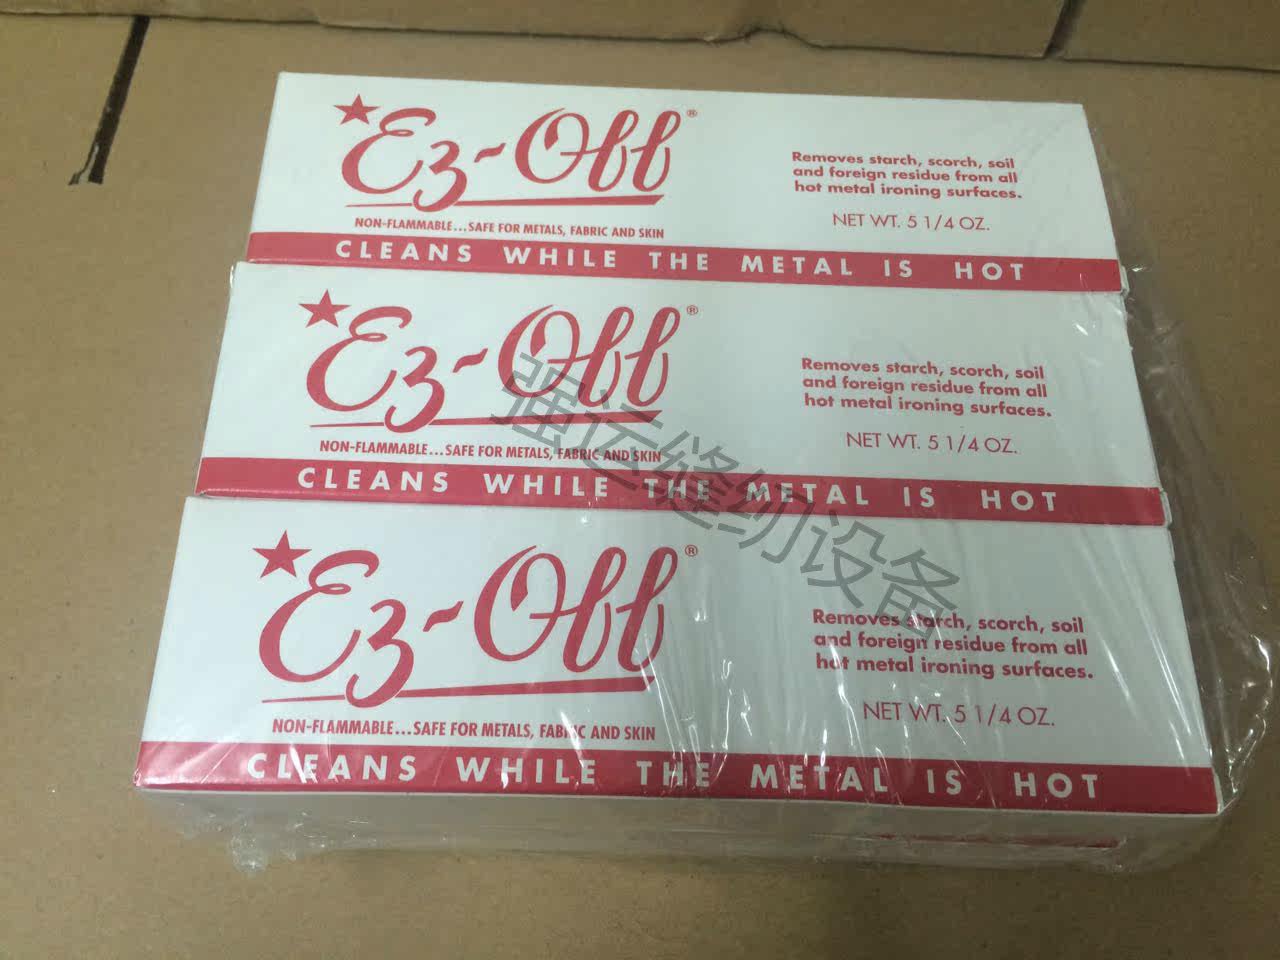 Ez-Off®
Removes starch, scorch, soil
and foreign residue from all
hot metal ironing surfaces.
NET WT. 5 1/4 OZ.
NON-FLAMMABLE...SAFE FOR METALS, FABRIC AND SKIN
CLEANS WHILE THE METAL IS HOT
Ez-Off®
Removes starch, scorch, soil
and foreign residue from all
hot metal ironing surfaces.
NET WT. 5 1/4 OZ.
NON-FLAMMABLE...SAFE FOR METALS, FABRIC AND SKIN
CLEANS WHILE THE METAL IS HOT
强运缝纫设备
Ez-Off®
Removes starch, scorch, soil
and foreign residue from all
hot metal ironing surfaces.
NET WT. 5 1/4 OZ.
NON-FLAMMABLE...SAFE FOR METALS, FABRIC AND SKIN
CLEANS WHILE THE METAL IS HOT